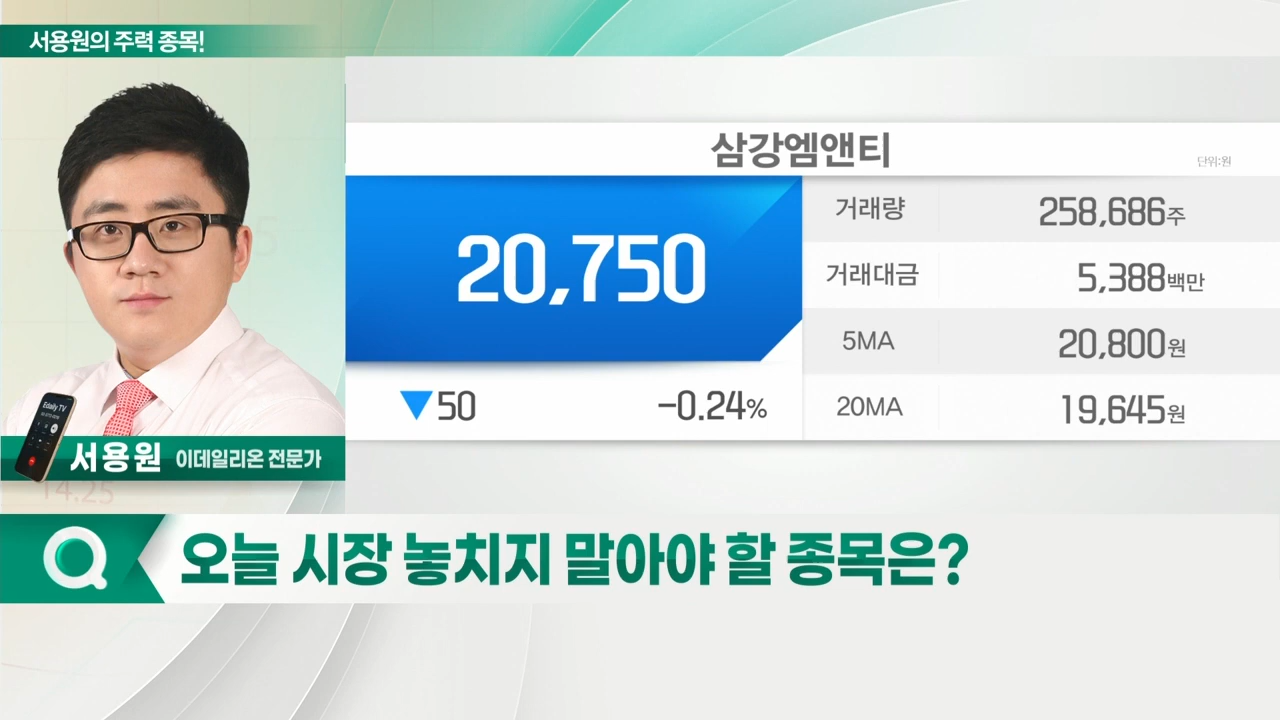 서용원의 주력 종목!
삼강엠앤티
단위:원
20,750
▼50 -0.24%
거래량 258,686주
거래대금 5,388백만
5MA 20,800원
20MA 19,645원
Edaily TV
서용원 이데일리온 전문가
14.25
Q 오늘 시장 놓치지 말아야 할 종목은?